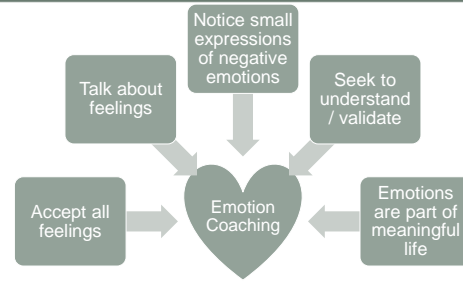 Notice small
expressions
of negative
emotions
Talk about
feelings
Seek to
understand
/ validate
Accept all
feelings
Emotion
Coaching
Emotions
are part of
meaningful
life